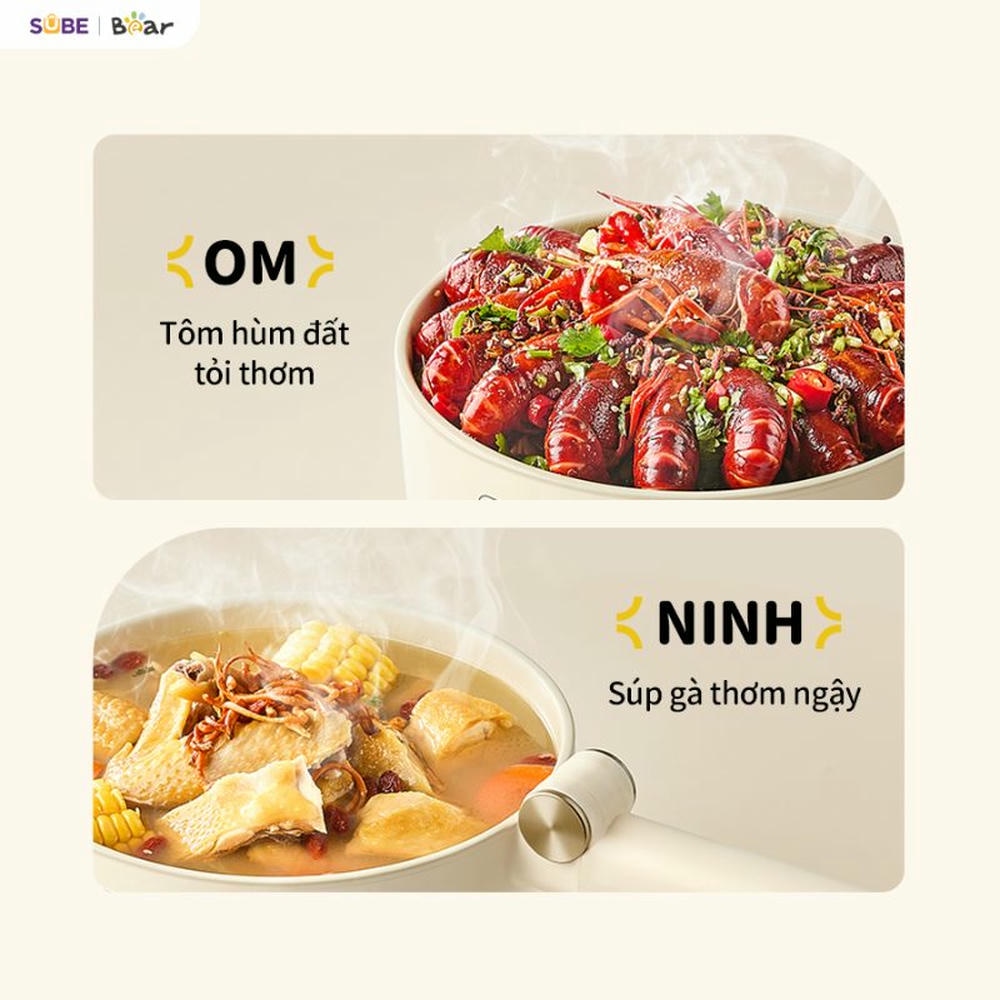 SUBE | Bear
OM
Tôm hùm đất
tỏi thơm
NINH
Súp gà thơm ngậy